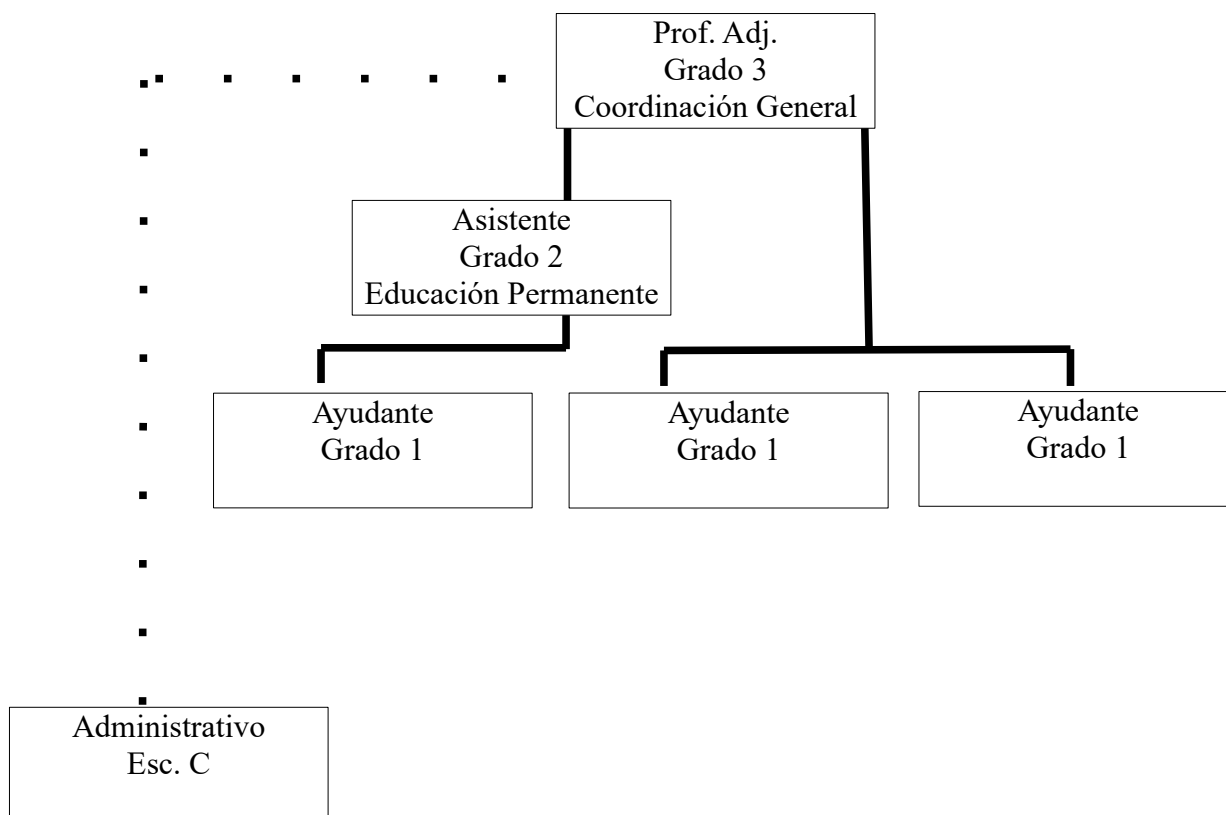 Prof. Adj.
Grado 3
Coordinación General
Asistente
Grado 2
Educación Permanente
Ayudante
Grado 1
Ayudante
Grado 1
Ayudante
Grado 1
Administrativo
Esc. C